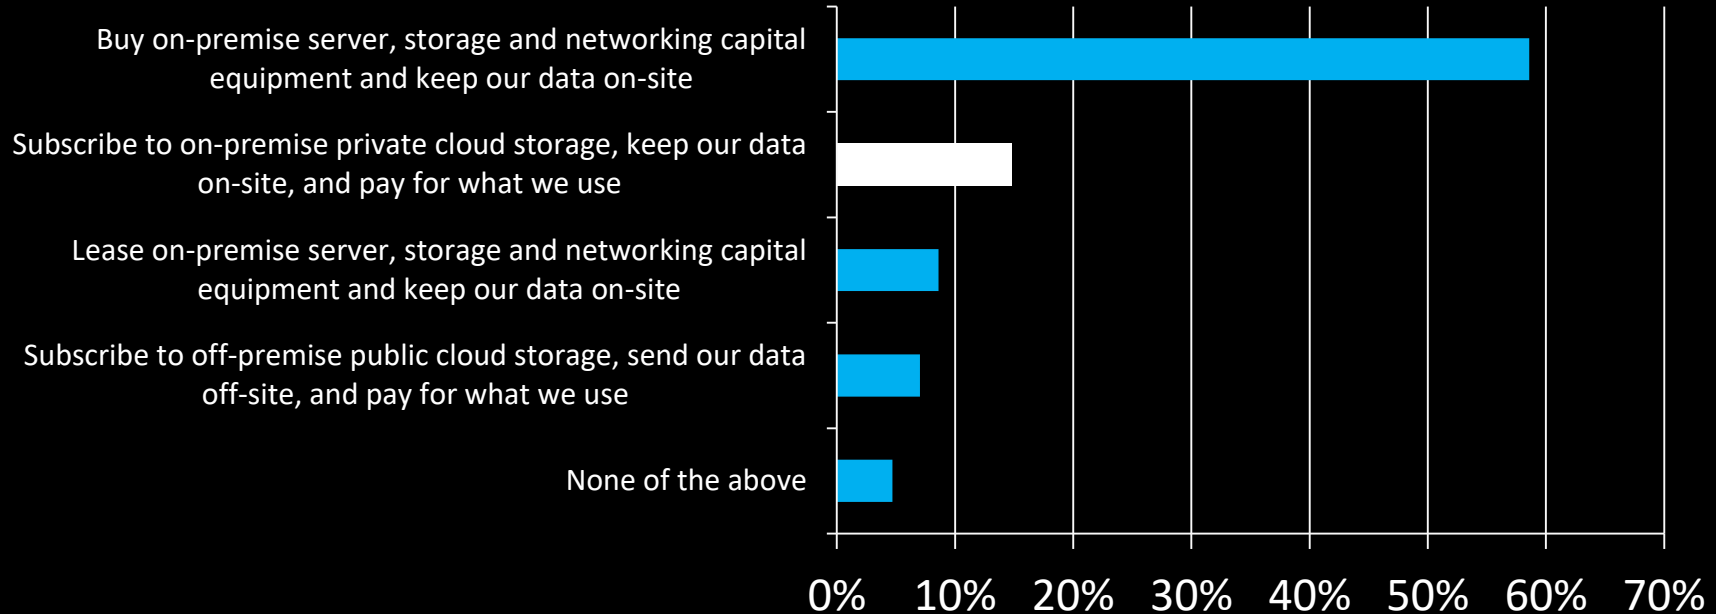 Buy on-premise server, storage and networking capital
equipment and keep our data on-site
Subscribe to on-premise private cloud storage, keep our data
on-site, and pay for what we use
Lease on-premise server, storage and networking capital
equipment and keep our data on-site
Subscribe to off-premise public cloud storage, send our data
off-site, and pay for what we use
None of the above
0% 10% 20% 30% 40% 50% 60% 70%